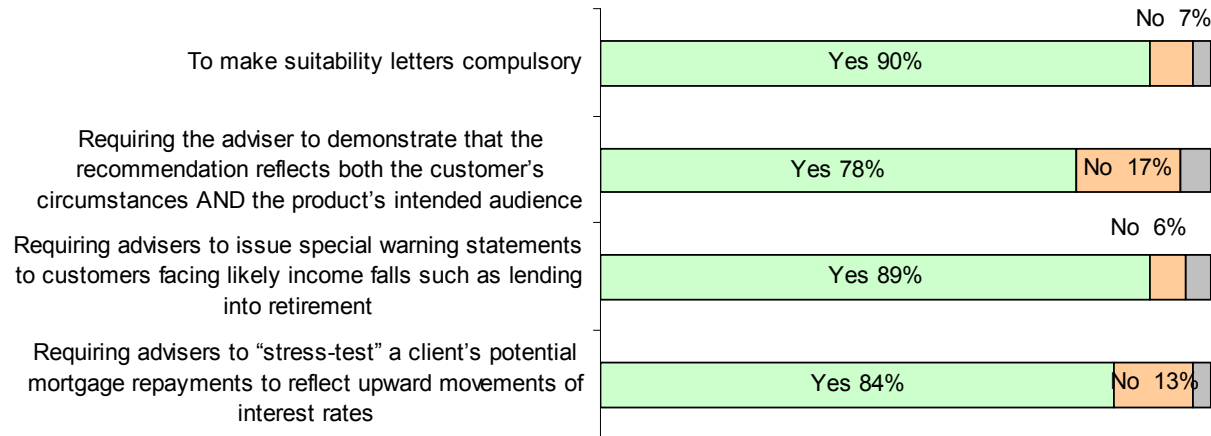 No 7%
To make suitability letters compulsory
Yes 90%
Requiring the adviser to demonstrate that the
recommendation reflects both the customer's
circumstances AND the product's intended audience
Yes 78%
No 17%
No 6%
Requiring advisers to issue special warning statements
to customers facing likely income falls such as lending
into retirement
Yes 89%
Requiring advisers to “stress-test” a client's potential
mortgage repayments to reflect upward movements of
interest rates
Yes 84%
No 13%